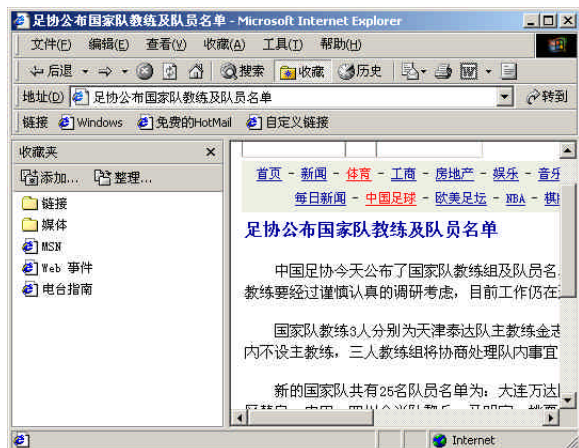 足协公布国家队教练及队员名单 - Microsoft Internet Explorer
文件(F) 编辑(E) 查看(V) 收藏(A) 工具(T) 帮助(H)
后退 搜索 收藏 历史
地址(D) 足协公布国家队教练及队员名单 转到
链接 Windows 免费的HotMail 自定义链接
收藏夹
添加... 整理...
链接
媒体
MSN
Web 事件
电台指南
首页 - 新闻 - 体育 - 工商 - 房地产 - 娱乐 - 音乐
每日新闻 - 中国足球 - 欧美足坛 - NBA - 棋
足协公布国家队教练及队员名单
中国足协今天公布了国家队教练组及队员名
教练要经过谨慎认真的调研考虑，目前工作仍在
国家队教练3人分别为天津泰达队主教练金志
内不设主教练，三人教练组将协商处理队内事宜
新的国家队共有25名队员名单为：大连万达
Internet